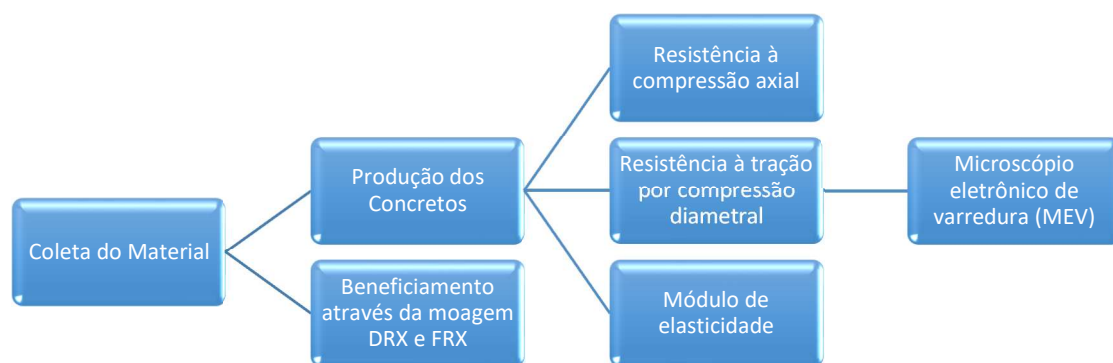 Coleta do Material
Produção dos
Concretos
Beneficiamento
através da moagem
DRX e FRX
Resistência à
compressão axial
Resistência à tração
por compressão
diametral
Módulo de
elasticidade
Microscópio
eletrônico de
varredura (MEV)